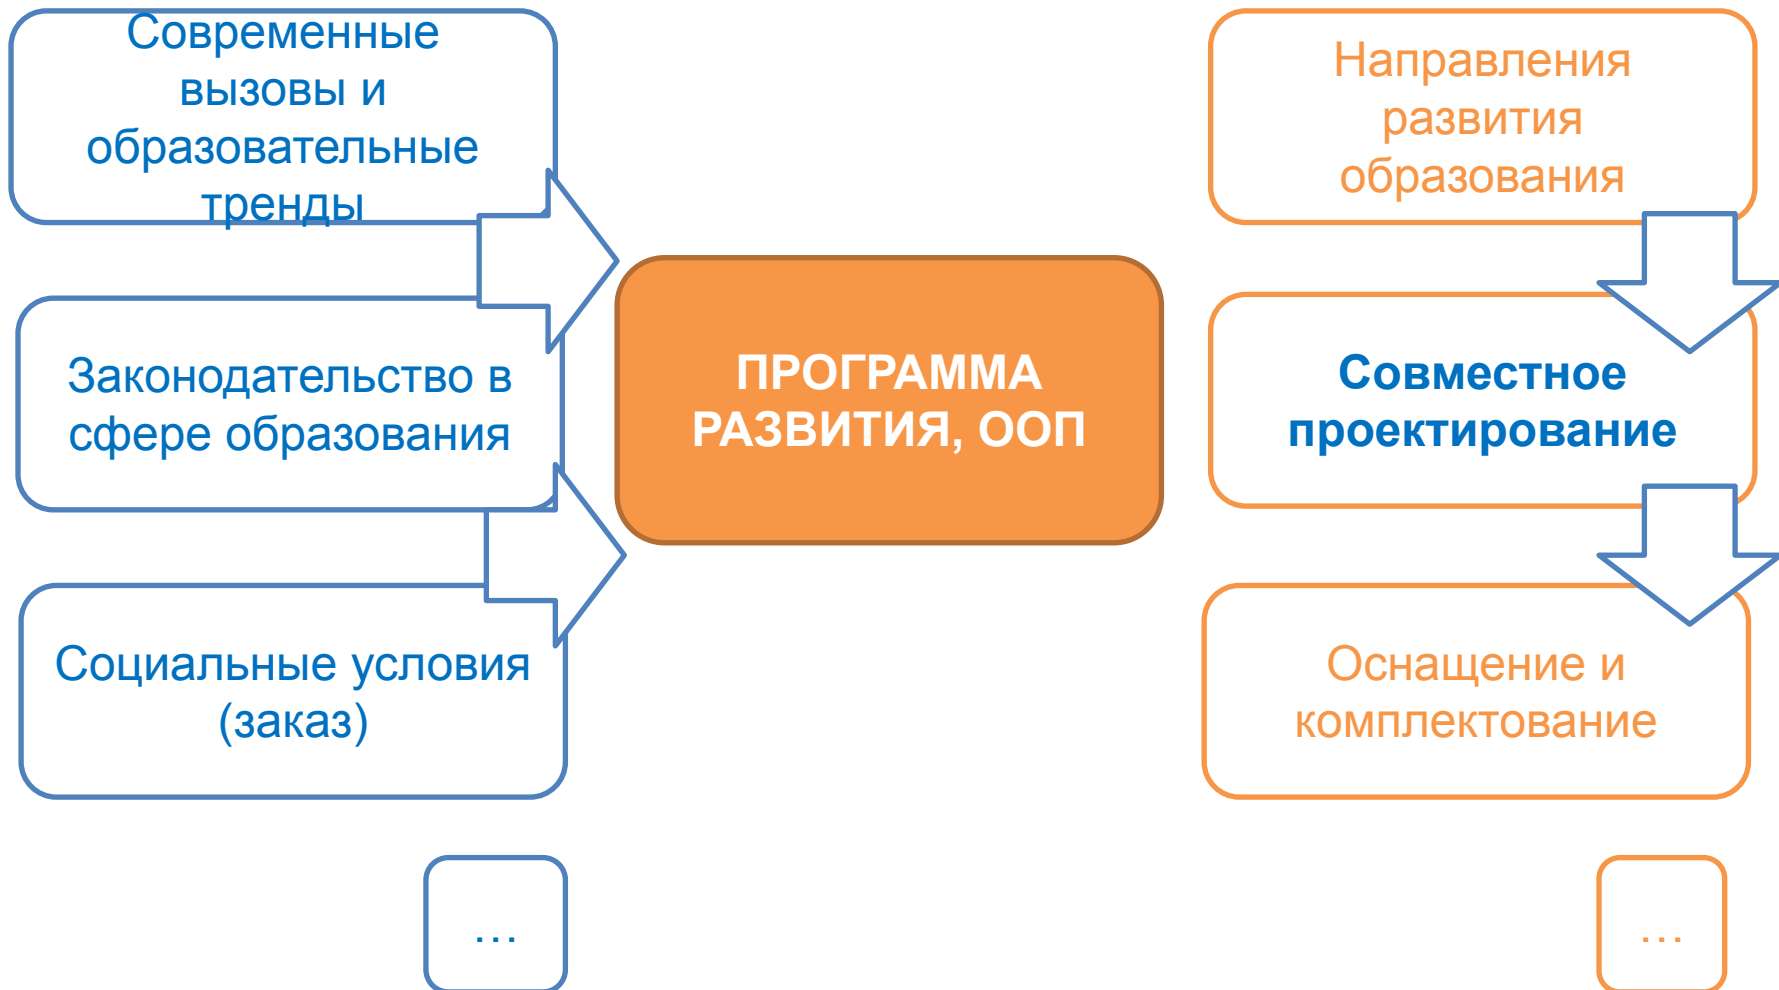 Современные
вызовы и
образовательные
тренды
Законодательство в
сфере образования
Социальные условия
(заказ)
...
ПРОГРАММА
РАЗВИТИЯ, ООП
Направления
развития
образования
Совместное
проектирование
Оснащение и
комплектование
...